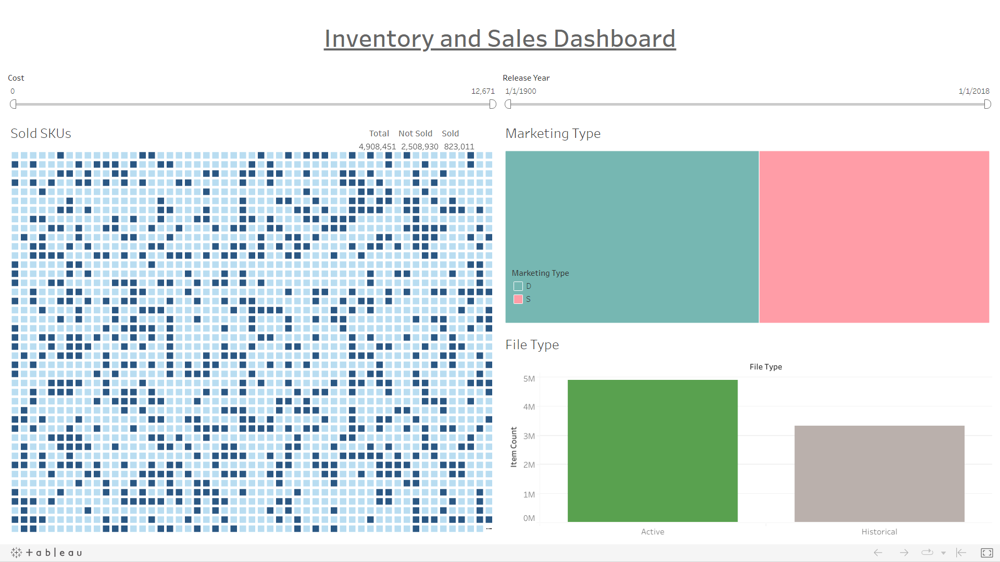 Inventory and Sales Dashboard
Cost
0
12,671
Release Year
1/1/1900
1/1/2018
Sold SKUs
Total Not Sold Sold
4,908,451 2,508,930 823,011
Marketing Type
Marketing Type
D
S
File Type
File Type
Item Count
5M
4M
3M
2M
1M
0M
Active
Historical
...
tableau